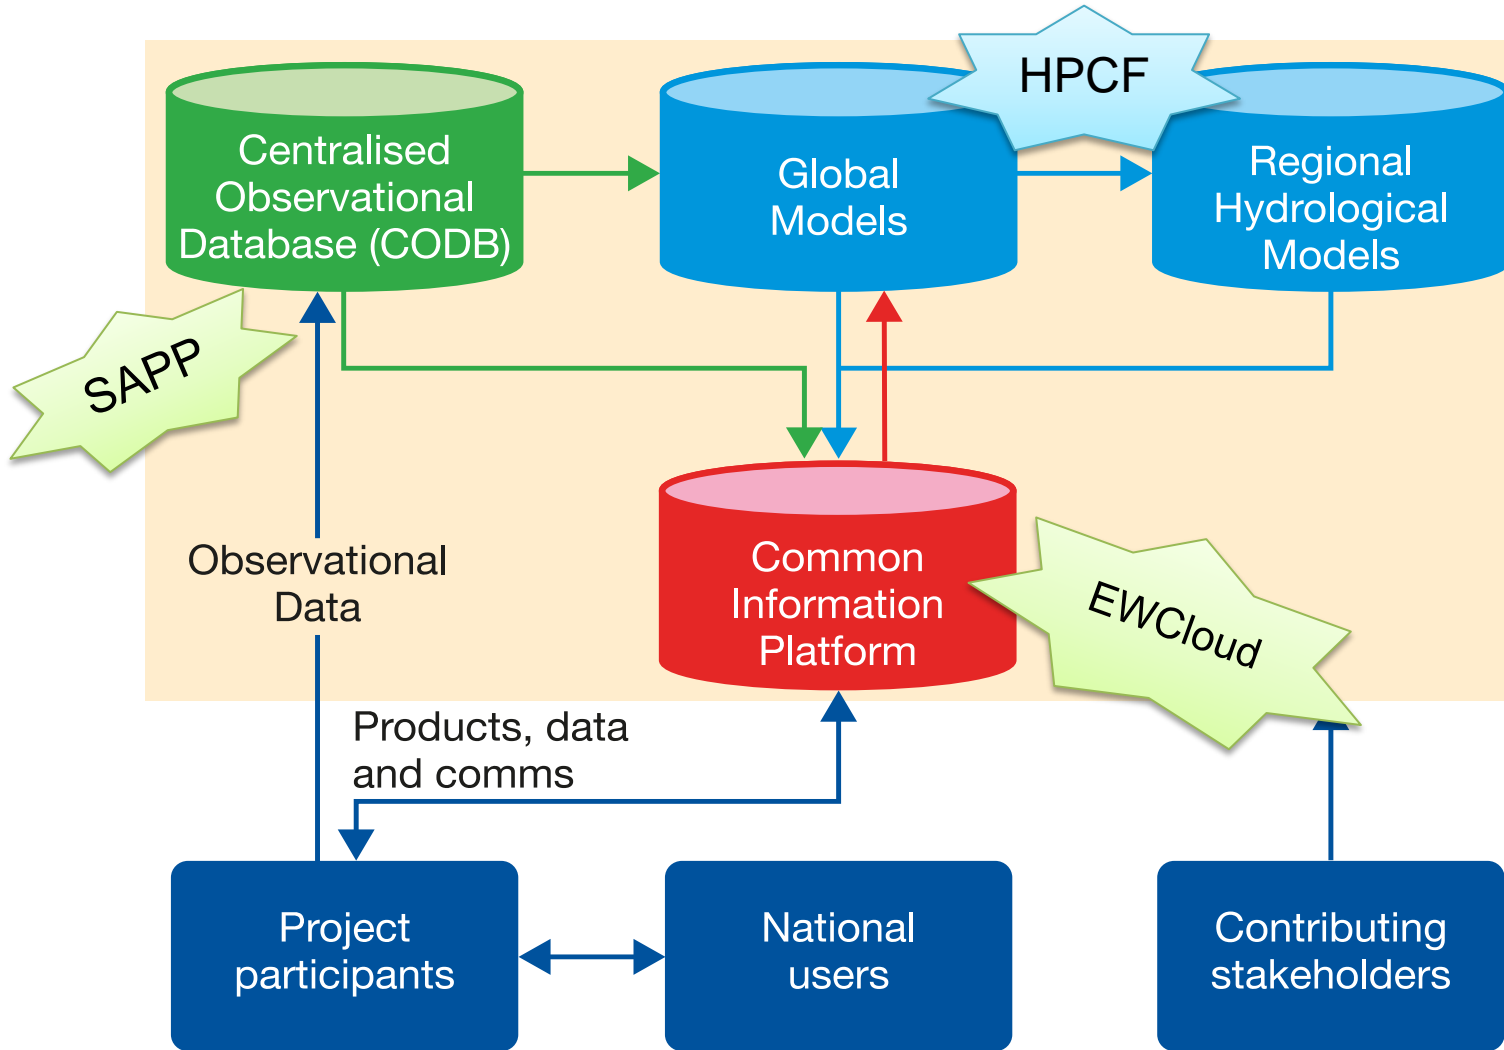 HPCF
Centralised
Observational
Database (CODB)
Global
Models
Regional
Hydrological
Models
SAPP
Observational
Data
Common
Information
Platform
EWCloud
Products, data
and comms
Project
participants
National
users
Contributing
stakeholders